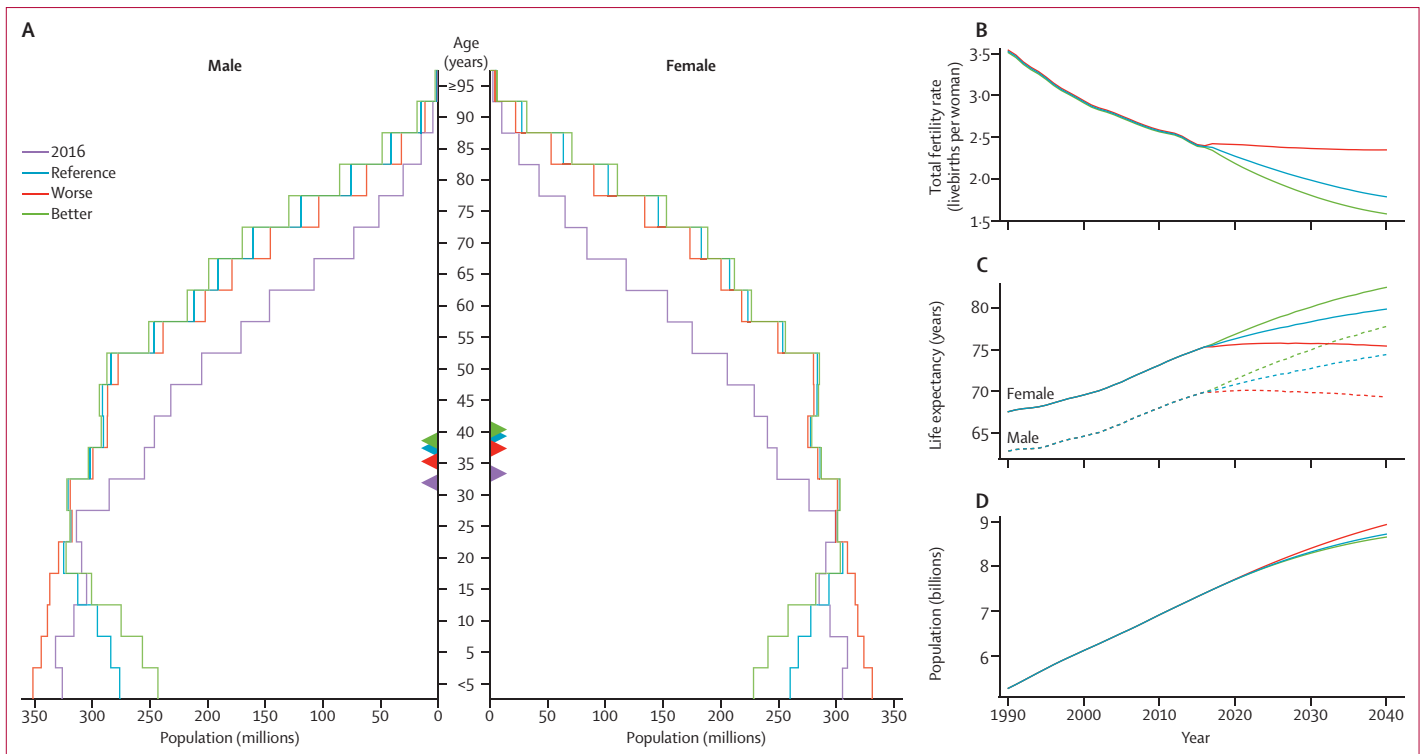 A
Male
Age
(years)
Female
2016
Reference
Worse
Better
≥95
90
85
80
75
70
65
60
55
50
45
40
35
30
25
20
15
10
5
<5
350 300 250 200 150 100 50 0
Population (millions)
0 50 100 150 200 250 300 350
Population (millions)
B
Total fertility rate
(livebirths per woman)
3·5
3·0
2·5
2·0
1·5
C
Life expectancy (years)
80
75
70
65
Female
Male
D
Population (billions)
9
8
7
6
1990 2000 2010 2020 2030 2040
Year